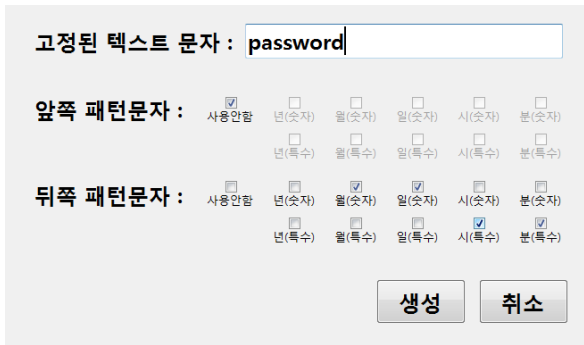 고정된 텍스트 문자 : password
앞쪽 패턴문자 : 사용안함 년(숫자) 월(숫자) 일(숫자) 시(숫자) 분(숫자)
년(특수) 월(특수) 일(특수) 시(특수) 분(특수)
뒤쪽 패턴문자 : 사용안함 년(숫자) 월(숫자) 일(숫자) 시(숫자) 분(숫자)
년(특수) 월(특수) 일(특수) 시(특수) 분(특수)
생성 취소